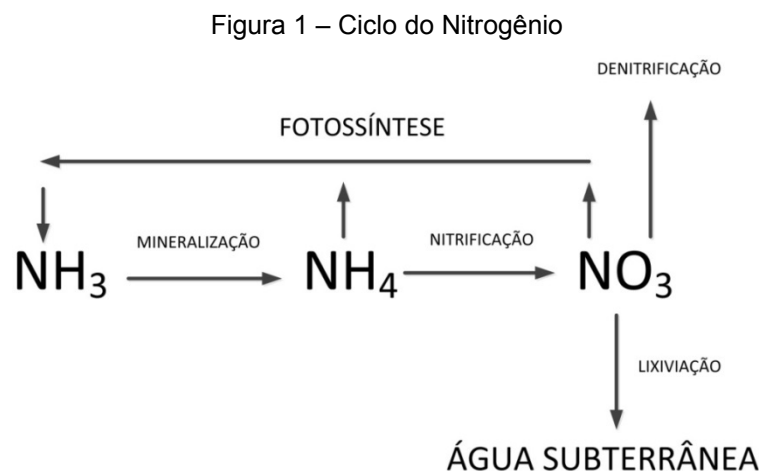 Figura 1 – Ciclo do Nitrogênio
DENITRIFICAÇÃO
FOTOSSÍNTESE
MINERALIZAÇÃO
NITRIFICAÇÃO
NH₃
NH₄
NO₃
LIXIVIAÇÃO
ÁGUA SUBTERRÂNEA